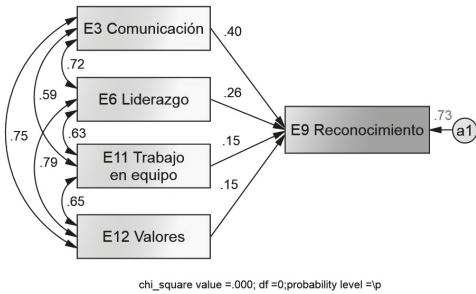 E3 Comunicación
.40
.72
E6 Liderazgo
.26
.59
.73
E9 Reconocimiento
a1
.75
.63
.15
.79
E11 Trabajo
en equipo
.15
.65
E12 Valores
chi_square value =.000; df =0;probability level =\p